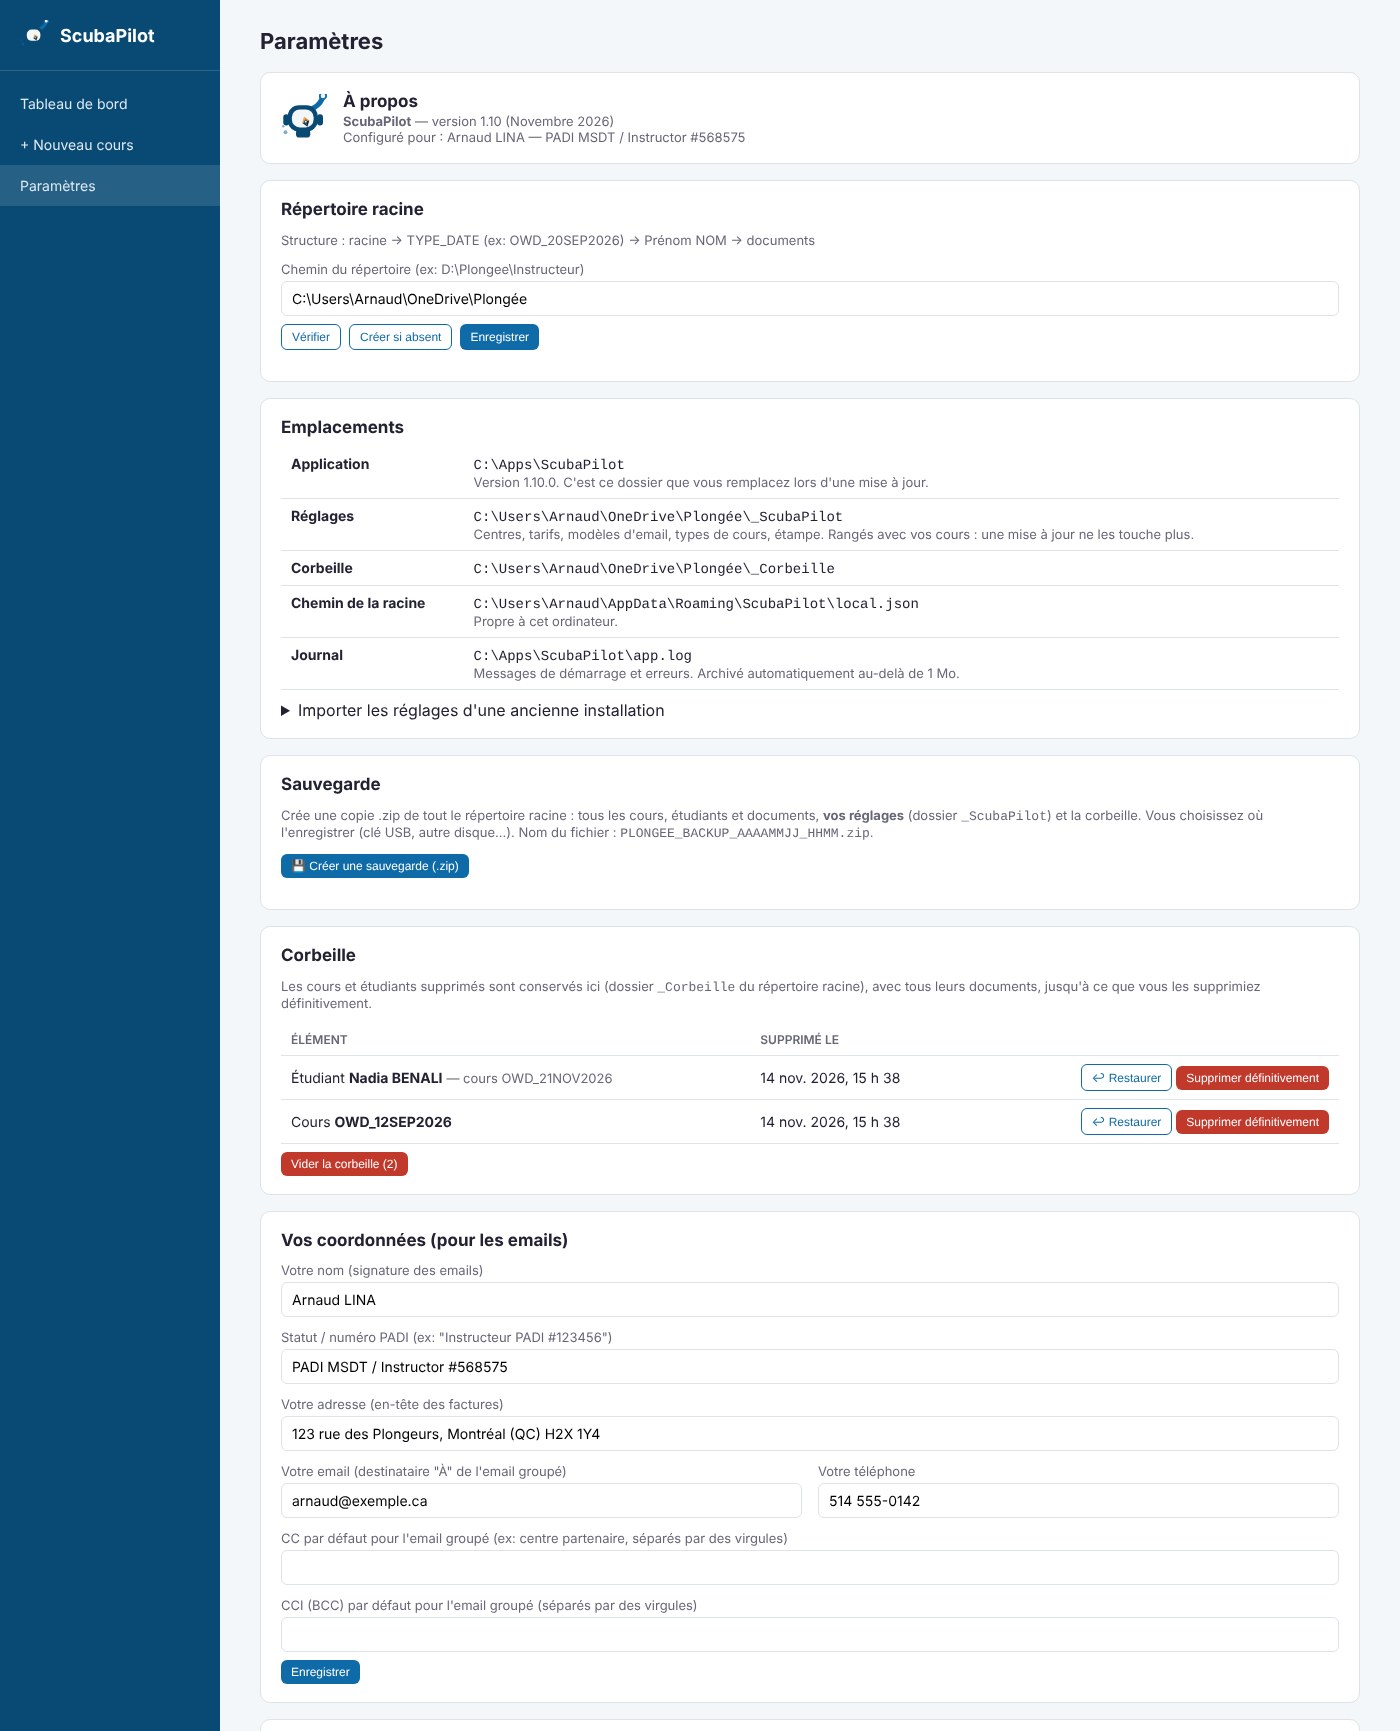 ScubaPilot
Tableau de bord
+ Nouveau cours
Paramètres
Paramètres
À propos
ScubaPilot — version 1.10 (Novembre 2026)
Configuré pour : Arnaud LINA — PADI MSDT / Instructor #568575
Répertoire racine
Structure : racine → TYPE_DATE (ex: OWD_20SEP2026) → Prénom NOM → documents
Chemin du répertoire (ex: D:\Plongee\Instructeur)
C:\Users\Arnaud\OneDrive\Plongée
Vérifier Créer si absent Enregistrer
Emplacements
Application C:\Apps\ScubaPilot
Version 1.10.0. C'est ce dossier que vous remplacez lors d'une mise à jour.
Réglages C:\Users\Arnaud\OneDrive\Plongée\_ScubaPilot
Centres, tarifs, modèles d'email, types de cours, étampe. Rangés avec vos cours : une mise à jour ne les touche plus.
Corbeille C:\Users\Arnaud\OneDrive\Plongée\_Corbeille
Chemin de la racine C:\Users\Arnaud\AppData\Roaming\ScubaPilot\local.json
Propre à cet ordinateur.
Journal C:\Apps\ScubaPilot\app.log
Messages de démarrage et erreurs. Archivé automatiquement au-delà de 1 Mo.
▶ Importer les réglages d'une ancienne installation
Sauvegarde
Crée une copie .zip de tout le répertoire racine : tous les cours, étudiants et documents, vos réglages (dossier _ScubaPilot) et la corbeille. Vous choisissez où
l'enregistrer (clé USB, autre disque...). Nom du fichier : PLONGEE_BACKUP_AAAAMMJJ_HHMM.zip.
💾 Créer une sauvegarde (.zip)
Corbeille
Les cours et étudiants supprimés sont conservés ici (dossier _Corbeille du répertoire racine), avec tous leurs documents, jusqu'à ce que vous les supprimiez
définitivement.
ÉLÉMENT SUPPRIMÉ LE
Étudiant Nadia BENALI — cours OWD_21NOV2026 14 nov. 2026, 15 h 38 ↩ Restaurer Supprimer définitivement
Cours OWD_12SEP2026 14 nov. 2026, 15 h 38 ↩ Restaurer Supprimer définitivement
Vider la corbeille (2)
Vos coordonnées (pour les emails)
Votre nom (signature des emails)
Arnaud LINA
Statut / numéro PADI (ex: "Instructeur PADI #123456")
PADI MSDT / Instructor #568575
Votre adresse (en-tête des factures)
123 rue des Plongeurs, Montréal (QC) H2X 1Y4
Votre email (destinataire "À" de l'email groupé) Votre téléphone
arnaud@exemple.ca 514 555-0142
CC par défaut pour l'email groupé (ex: centre partenaire, séparés par des virgules)
CCI (BCC) par défaut pour l'email groupé (séparés par des virgules)
Enregistrer